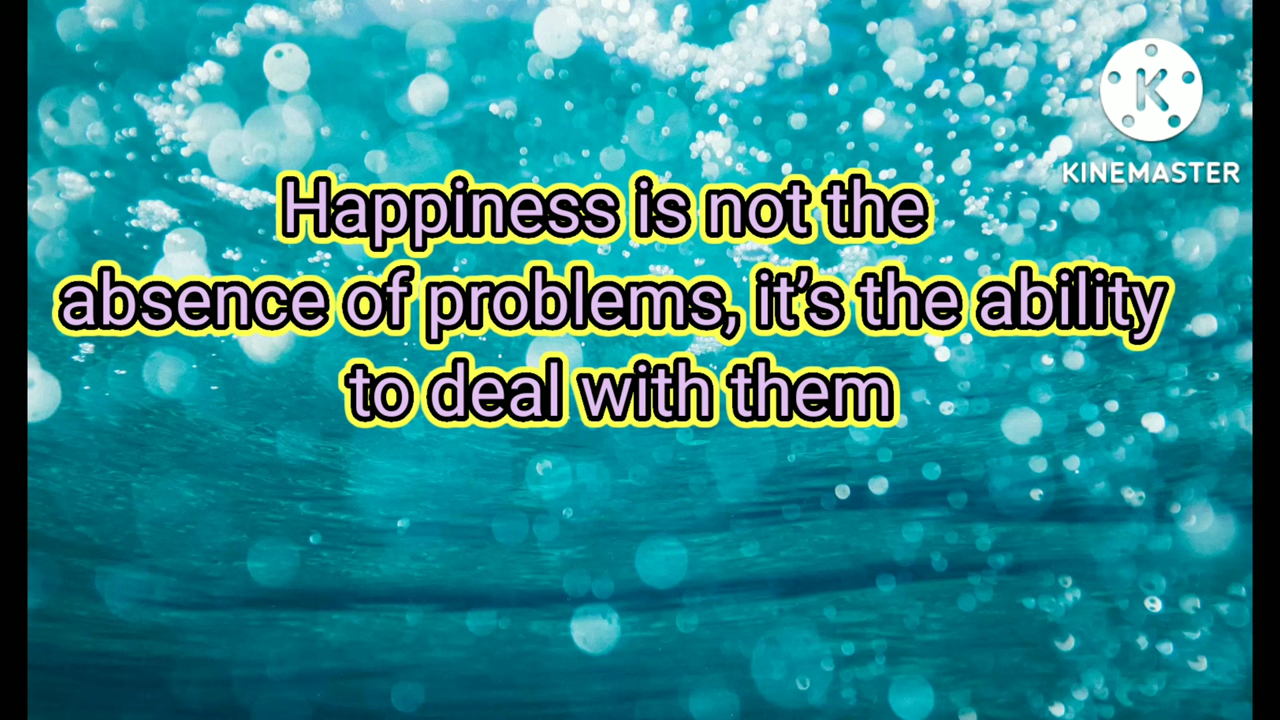 KINEMASTER
Happiness is not the
absence of problems, it’s the ability
to deal with them